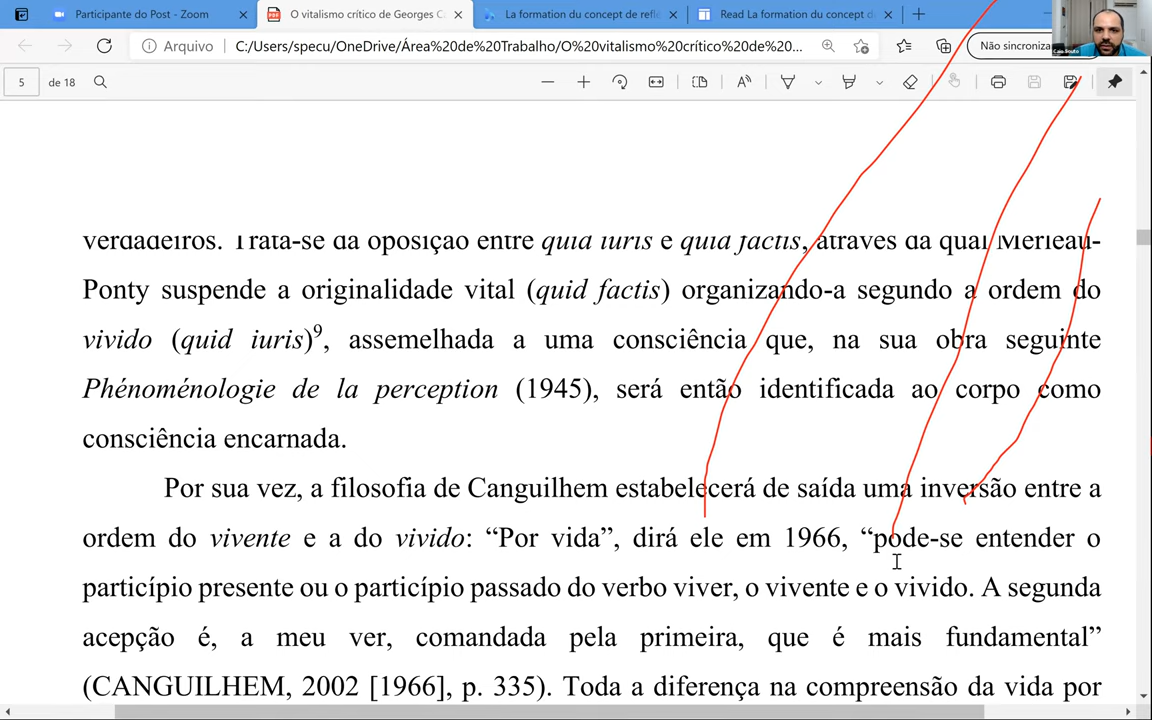 Participante do Post - Zoom
O vitalismo crítico de Georges C
La formation du concept de refle
Read La formation du concept d
Arquivo
C:/Users/specu/OneDrive/Área%20de%20Trabalho/O%20vitalismo%20crítico%20de%20...
Não sincroniza
Caio Souto
5 de 18
verdadeiros. Trata-se da oposição entre quid iuris e quid factis, através da qual Merleau-
Ponty suspende a originalidade vital (quid factis) organizando-a segundo a ordem do
vivido (quid iuris)9, assemelhada a uma consciência que, na sua obra seguinte
Phénoménologie de la perception (1945), será então identificada ao corpo como
consciência encarnada.
Por sua vez, a filosofia de Canguilhem estabelecerá de saída uma inversão entre a
ordem do vivente e a do vivido: “Por vida”, dirá ele em 1966, “pode-se entender o
particípio presente ou o particípio passado do verbo viver, o vivente e o vivido. A segunda
acepção é, a meu ver, comandada pela primeira, que é mais fundamental”
(CANGUILHEM, 2002 [1966], p. 335). Toda a diferença na compreensão da vida por